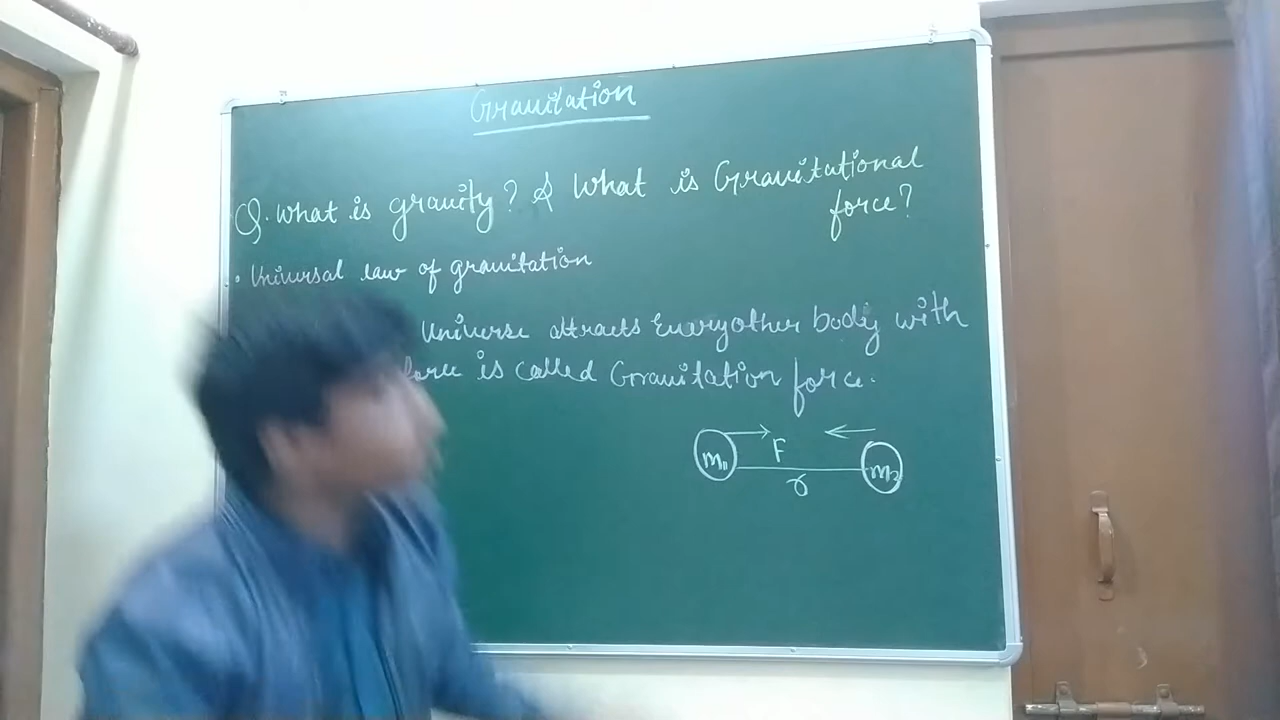 Gravitation
Q. What is gravity? & What is Gravitational
force?
• Universal law of gravitation
Universe attracts Everyother body with
force is called Gravitation force.
m1 F m2
r